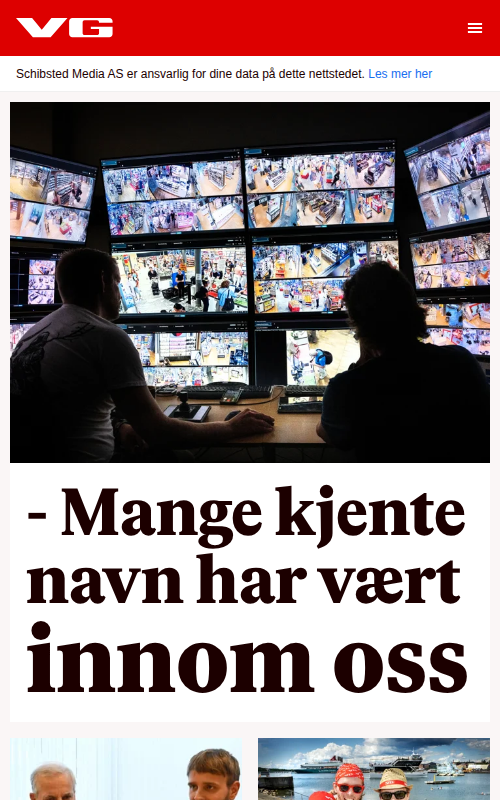 VG
Schibsted Media AS er ansvarlig for dine data på dette nettstedet. Les mer her
- Mange kjente
navn har vært
innom oss